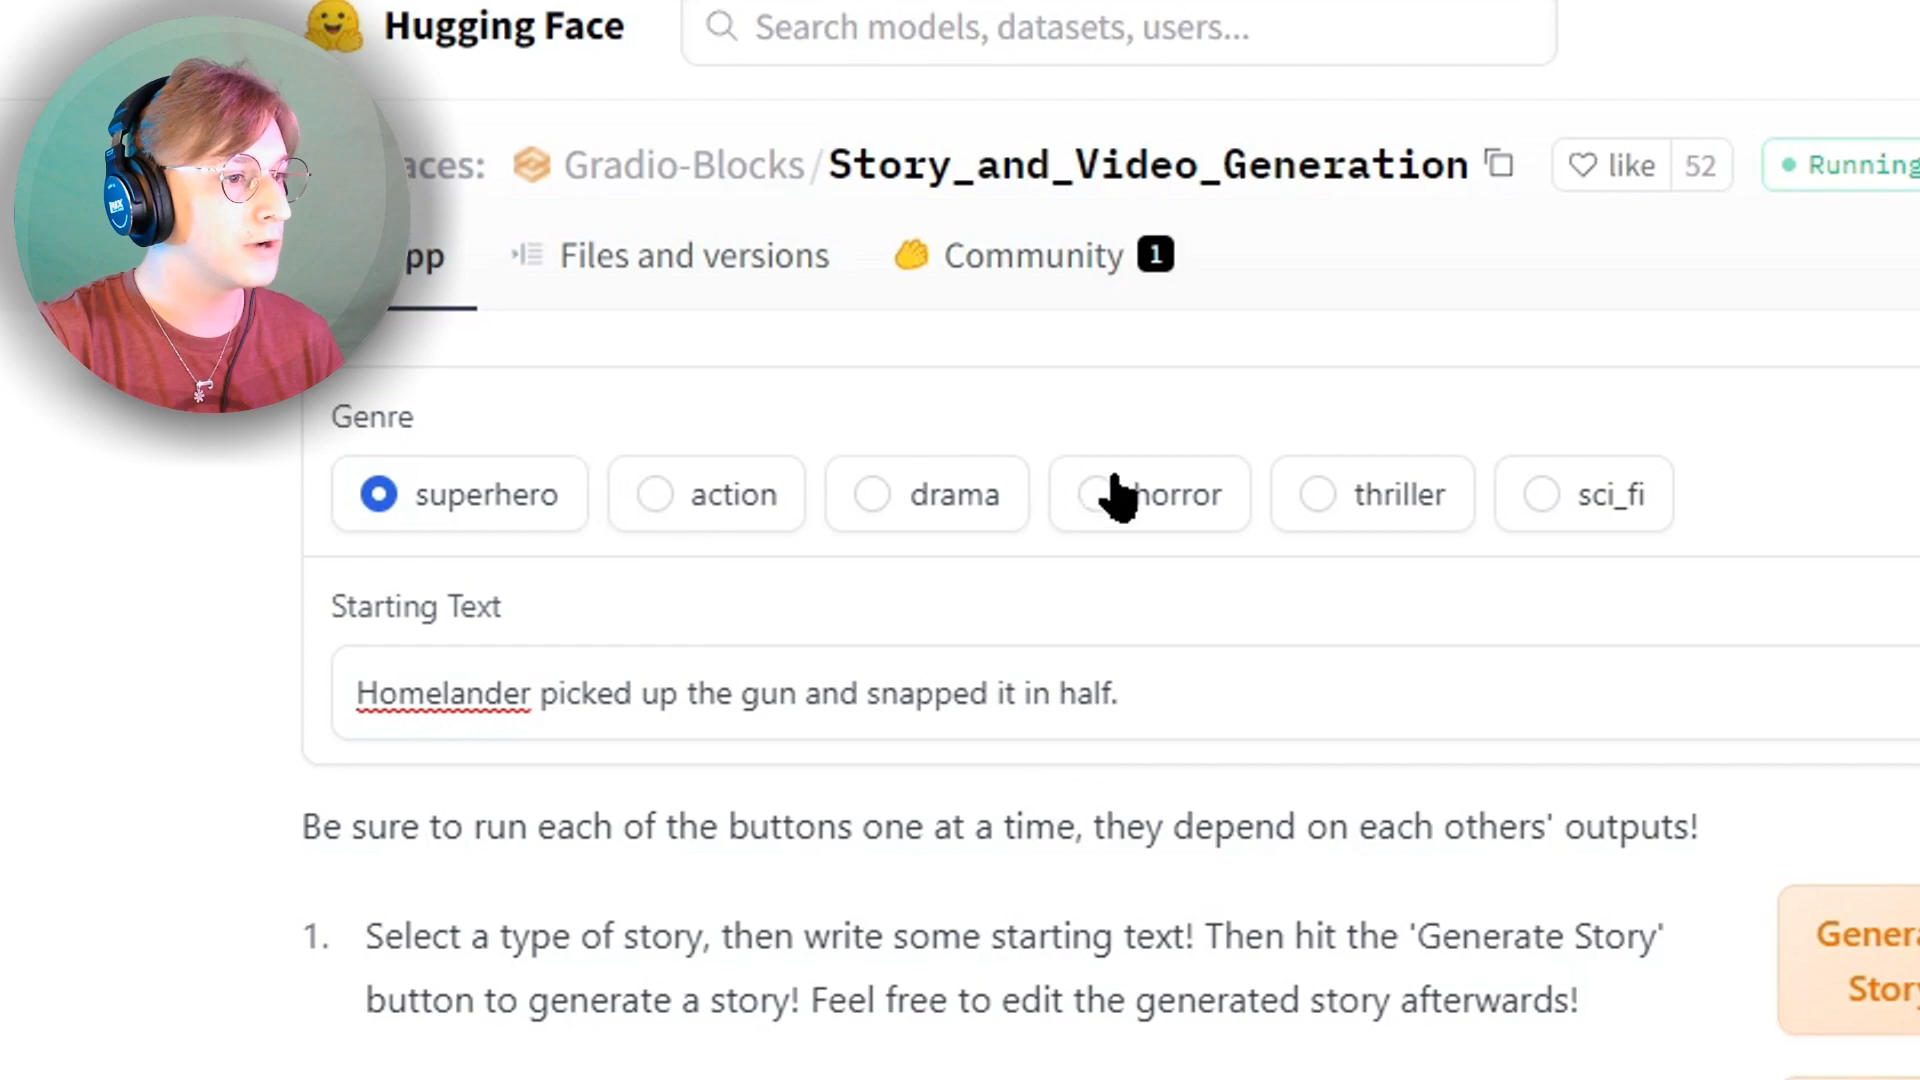 Hugging Face
Search models, datasets, users...
aces: Gradio-Blocks/Story_and_Video_Generation like 52 Running
pp Files and versions Community 1
Genre
superhero action drama horror thriller sci_fi
Starting Text
Homelander picked up the gun and snapped it in half.
Be sure to run each of the buttons one at a time, they depend on each others' outputs!
1. Select a type of story, then write some starting text! Then hit the 'Generate Story'
button to generate a story! Feel free to edit the generated story afterwards!
Genera
Story